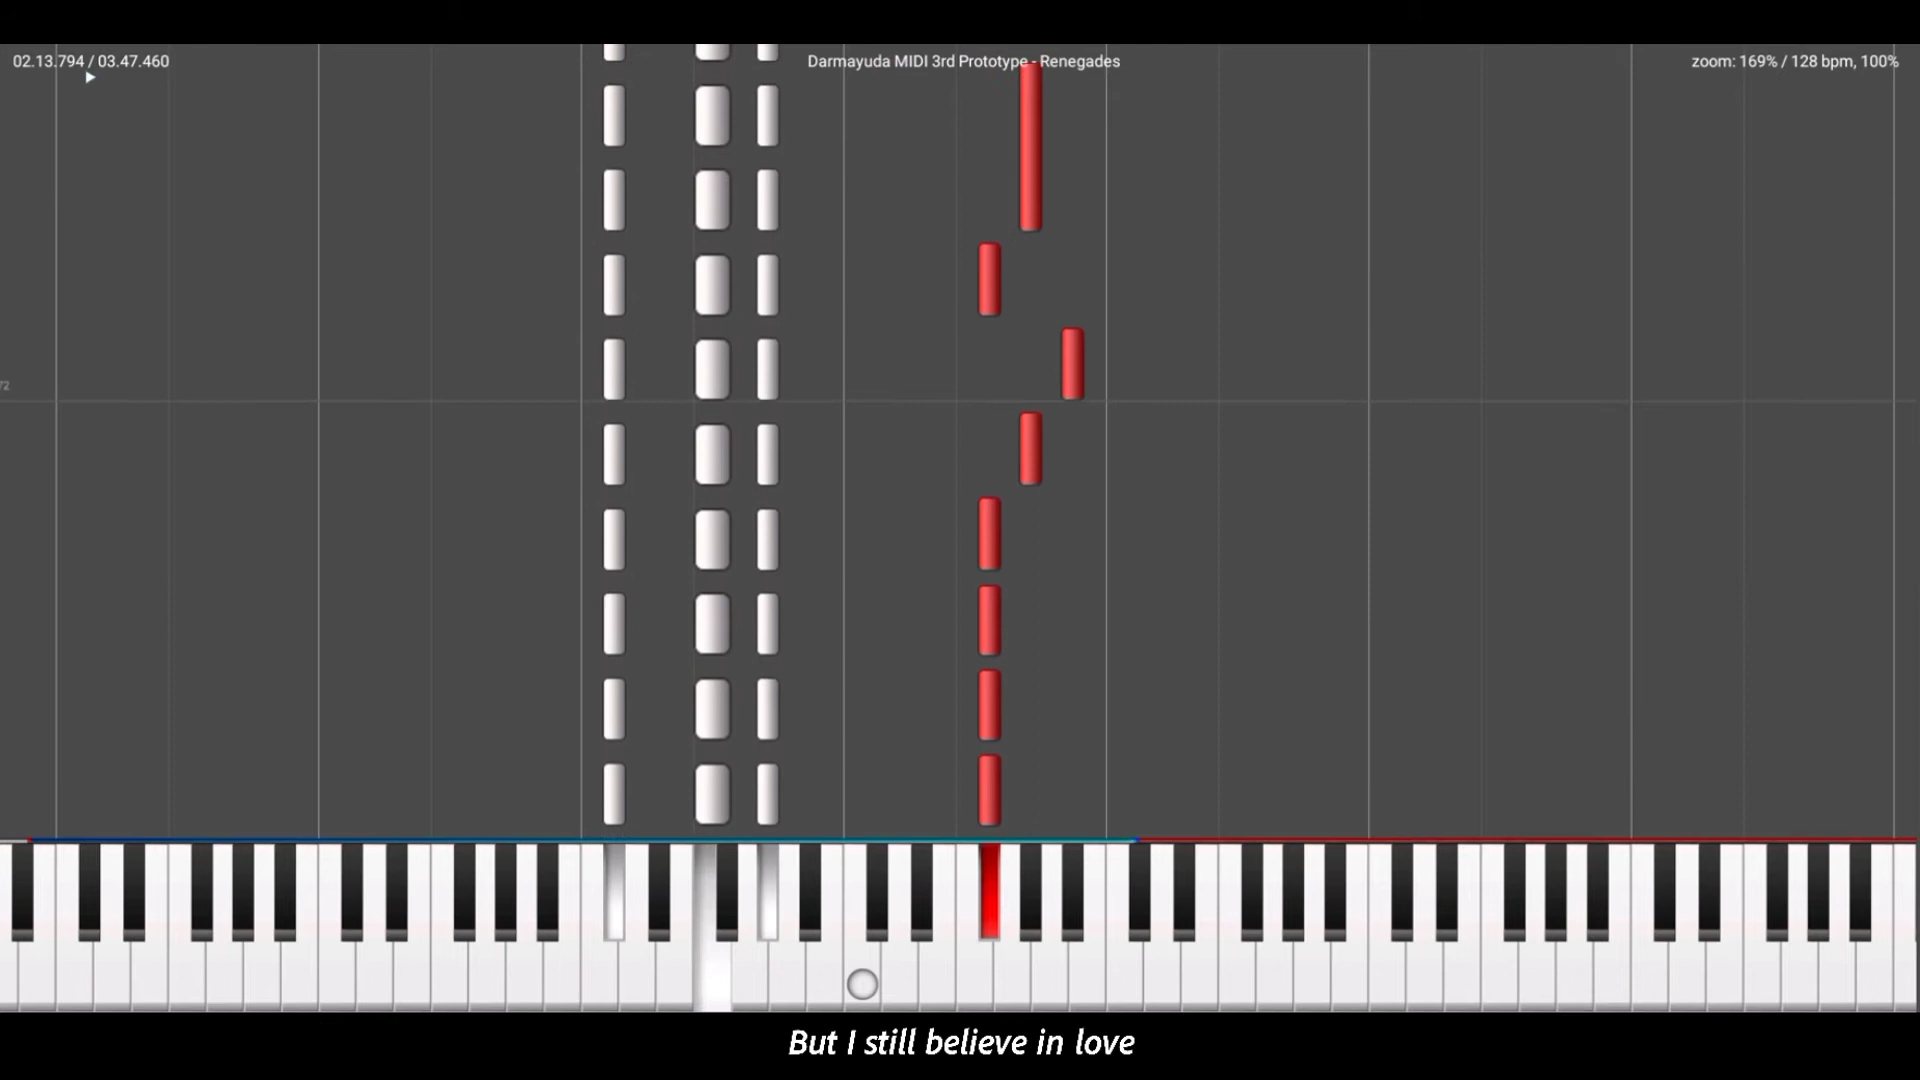 02.13.794 / 03.47.460
Darmayuda MIDI 3rd Prototype - Renegades
zoom: 169% / 128 bpm, 100%
72
But I still believe in love